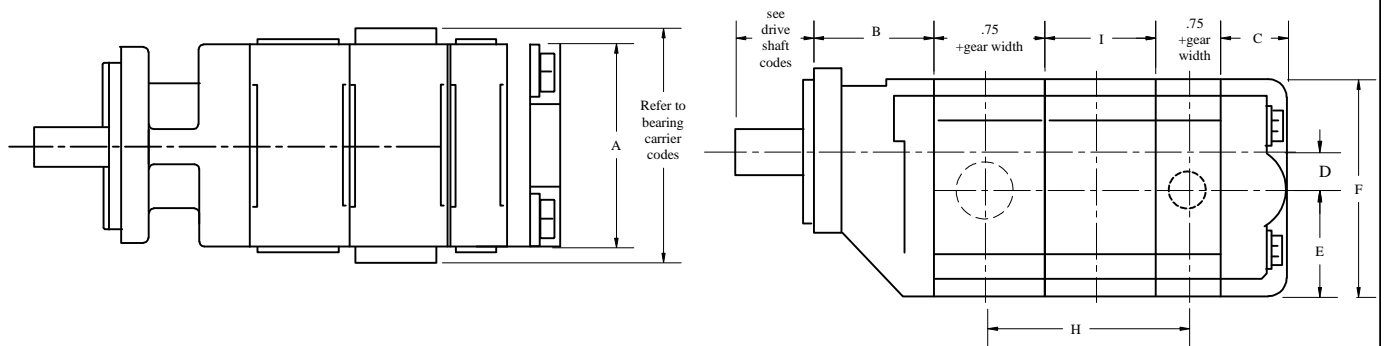 A
Refer to
bearing
carrier
codes
see
drive
shaft
codes
B
.75
+gear width
I
.75
+gear
width
C
D
F
E
H